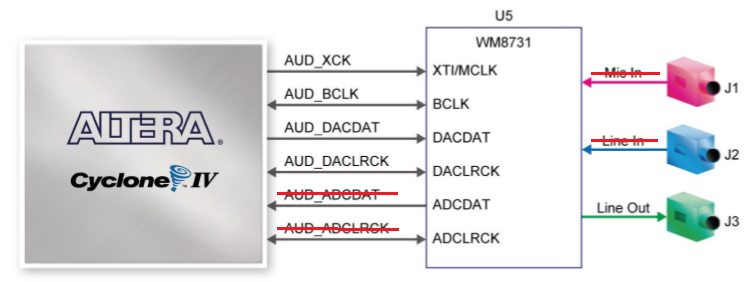 U5
WM8731
AUD_XCK
XTI/MCLK
Mic In
J1
AUD_BCLK
BCLK
AUD_DACDAT
DACDAT
Line In
J2
ALTERA.
Cyclone IV
AUD_DACLRCK
DACLRCK
AUD_ADCDAT
ADCDAT
Line Out
J3
AUD_ADCLRCK
ADCLRCK